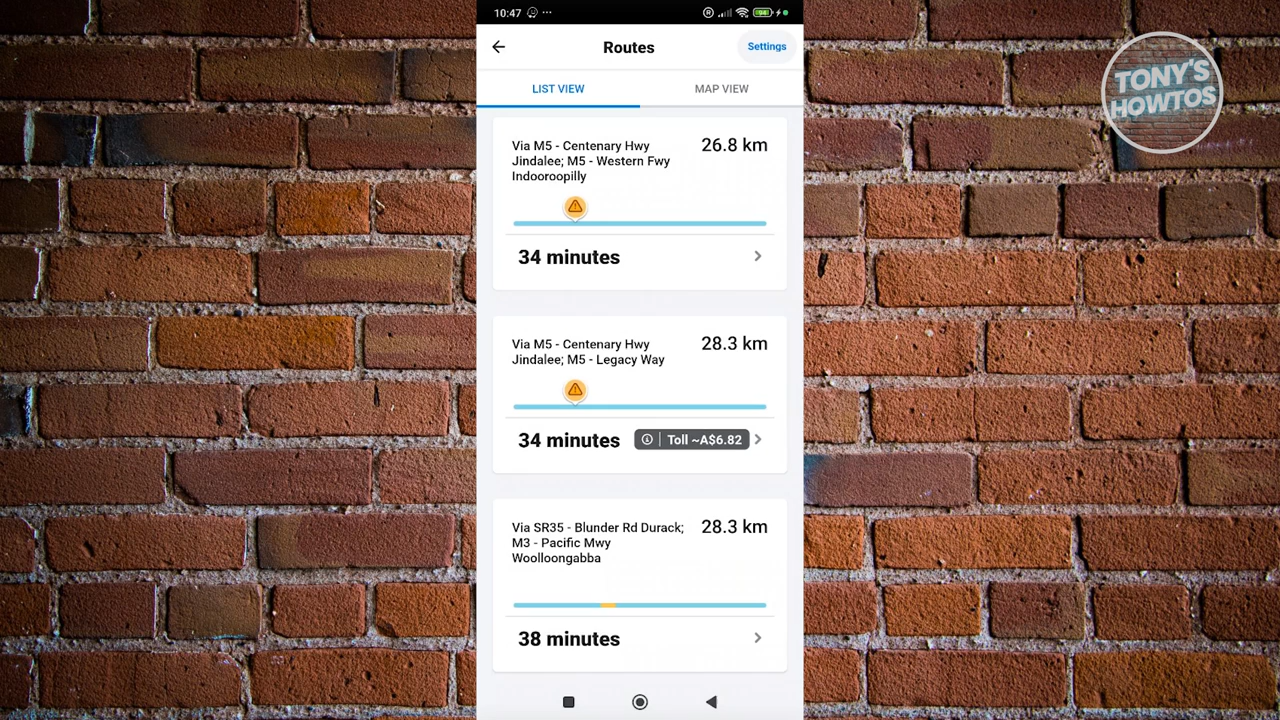 10:47
94
Routes
Settings
LIST VIEW
MAP VIEW
TONY'S
HOWTOS
Via M5 - Centenary Hwy
Jindalee; M5 - Western Fwy
Indooroopilly
26.8 km
34 minutes
Via M5 - Centenary Hwy
Jindalee; M5 - Legacy Way
28.3 km
34 minutes
Toll ~A$6.82
Via SR35 - Blunder Rd Durack;
M3 - Pacific Mwy
Woolloongabba
28.3 km
38 minutes